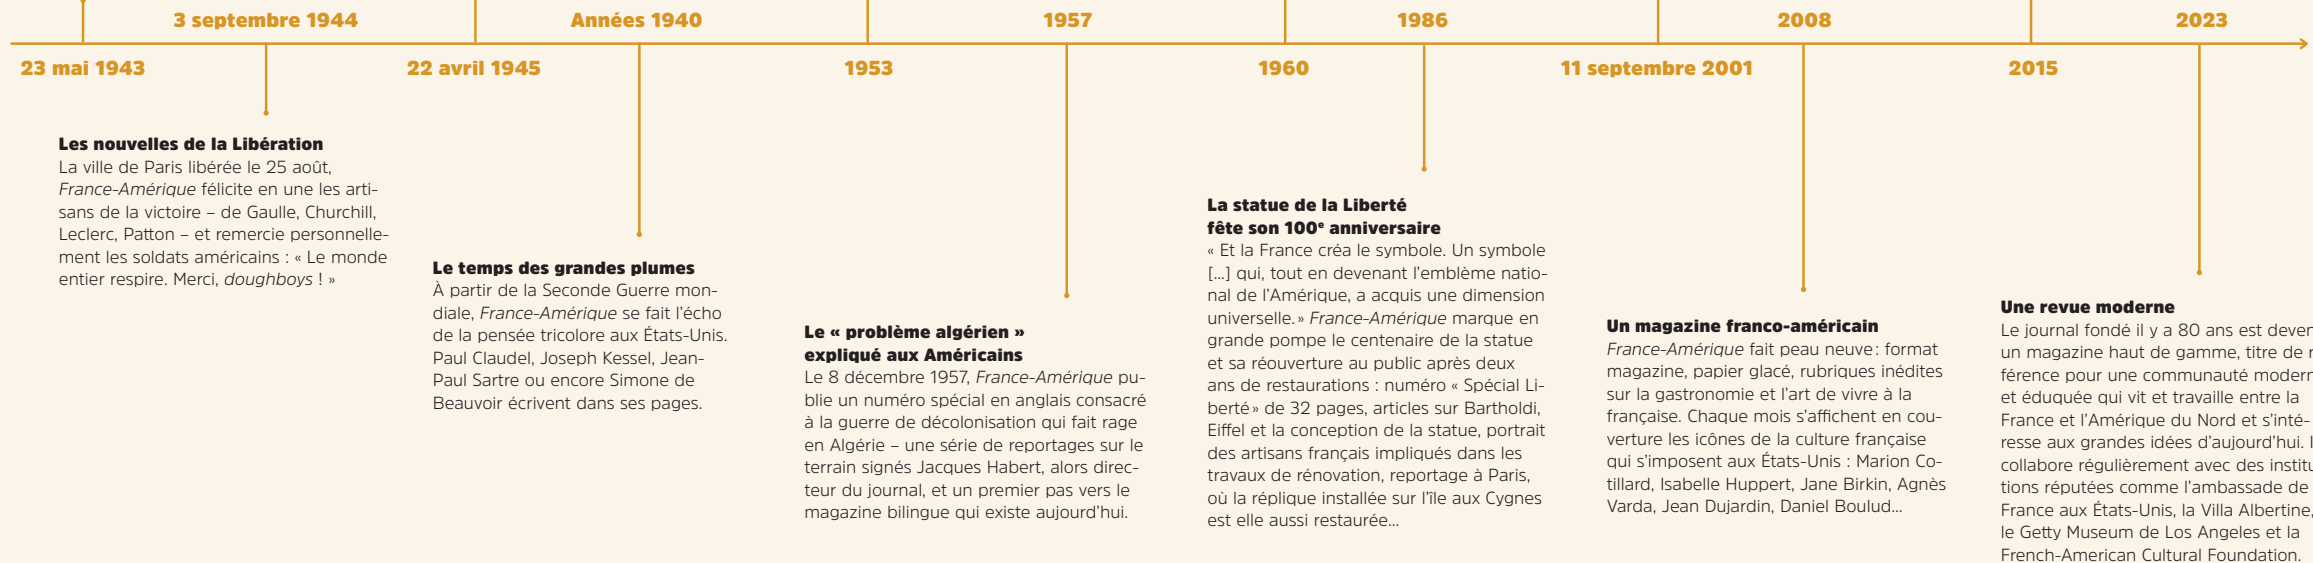 3 septembre 1944
Années 1940
1957
1986
2008
2023
23 mai 1943
22 avril 1945
1953
1960
11 septembre 2001
2015
Les nouvelles de la Libération
La ville de Paris libérée le 25 août,
France-Amérique félicite en une les arti-
sans de la victoire – de Gaulle, Churchill,
Leclerc, Patton – et remercie personnelle-
ment les soldats américains : « Le monde
entier respire. Merci, doughboys ! »
Le temps des grandes plumes
À partir de la Seconde Guerre mon-
diale, France-Amérique se fait l'écho
de la pensée tricolore aux États-Unis.
Paul Claudel, Joseph Kessel, Jean-
Paul Sartre ou encore Simone de
Beauvoir écrivent dans ses pages.
Le « problème algérien »
expliqué aux Américains
Le 8 décembre 1957, France-Amérique pu-
blie un numéro spécial en anglais consacré
à la guerre de décolonisation qui fait rage
en Algérie – une série de reportages sur le
terrain signés Jacques Habert, alors direc-
teur du journal, et un premier pas vers le
magazine bilingue qui existe aujourd'hui.
La statue de la Liberté
fête son 100e anniversaire
« Et la France créa le symbole. Un symbole
[…] qui, tout en devenant l'emblème natio-
nal de l'Amérique, a acquis une dimension
universelle. » France-Amérique marque en
grande pompe le centenaire de la statue
et sa réouverture au public après deux
ans de restaurations : numéro « Spécial Li-
berté » de 32 pages, articles sur Bartholdi,
Eiffel et la conception de la statue, portrait
des artisans français impliqués dans les
travaux de rénovation, reportage à Paris,
où la réplique installée sur l'île aux Cygnes
est elle aussi restaurée…
Un magazine franco-américain
France-Amérique fait peau neuve : format
magazine, papier glacé, rubriques inédites
sur la gastronomie et l'art de vivre à la
française. Chaque mois s'affichent en cou-
verture les icônes de la culture française
qui s'imposent aux États-Unis : Marion Co-
tillard, Isabelle Huppert, Jane Birkin, Agnès
Varda, Jean Dujardin, Daniel Boulud…
Une revue moderne
Le journal fondé il y a 80 ans est
un magazine haut de gamme, titre de
férence pour une communauté
et éduquée qui vit et travaille entre la
France et l'Amérique du Nord et s'inté-
resse aux grandes idées d'aujourd'hui.
collabore régulièrement avec des
tions réputées comme l'ambassade de
France aux États-Unis, la Villa Albertine,
le Getty Museum de Los Angeles et la
French-American Cultural Foundation.